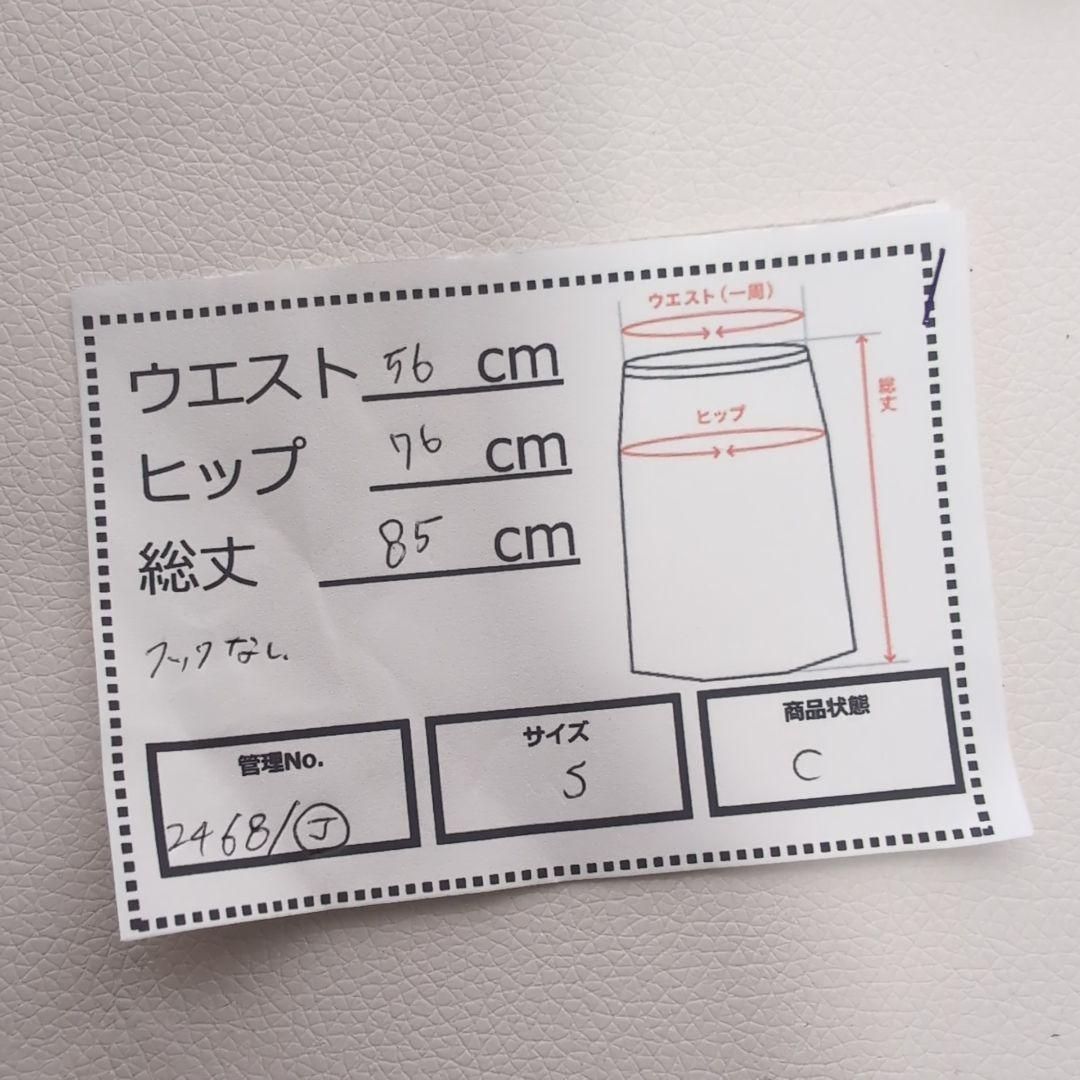 ウエスト 56 cm
ヒップ 76 cm
総丈 85 cm
フックなし
ウエスト（一周）
ヒップ
総丈
管理No.
2468/Ⓙ
サイズ
S
商品状態
C